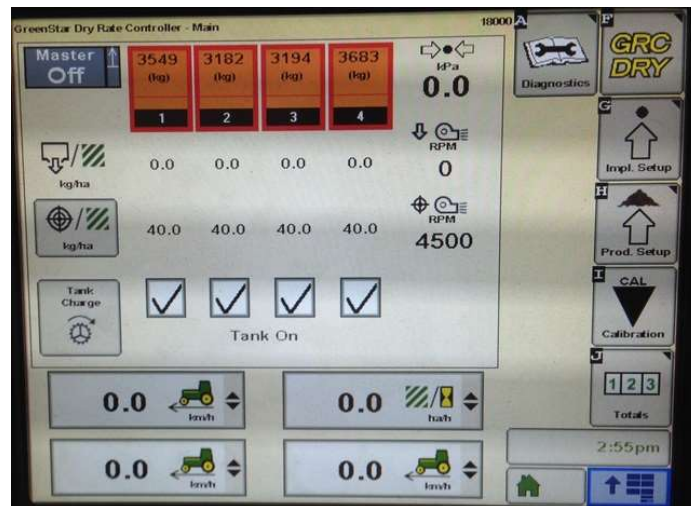 GreenStar Dry Rate Controller - Main
18000
Master
Off
3549 3182 3194 3683
(kg) (kg) (kg) (kg)
1 2 3 4
kPa
0.0
RPM
0
kg/ha
0.0 0.0 0.0 0.0
RPM
4500
kg/ha
40.0 40.0 40.0 40.0
Tank
Charge
Tank On
0.0 km/h
0.0 ha/h
0.0 km/h
0.0 km/h
A
Diagnostics
F
GRC
DRY
G
Impl. Setup
H
Prod. Setup
I
CAL
Calibration
J
1 2 3
Totals
2:55pm